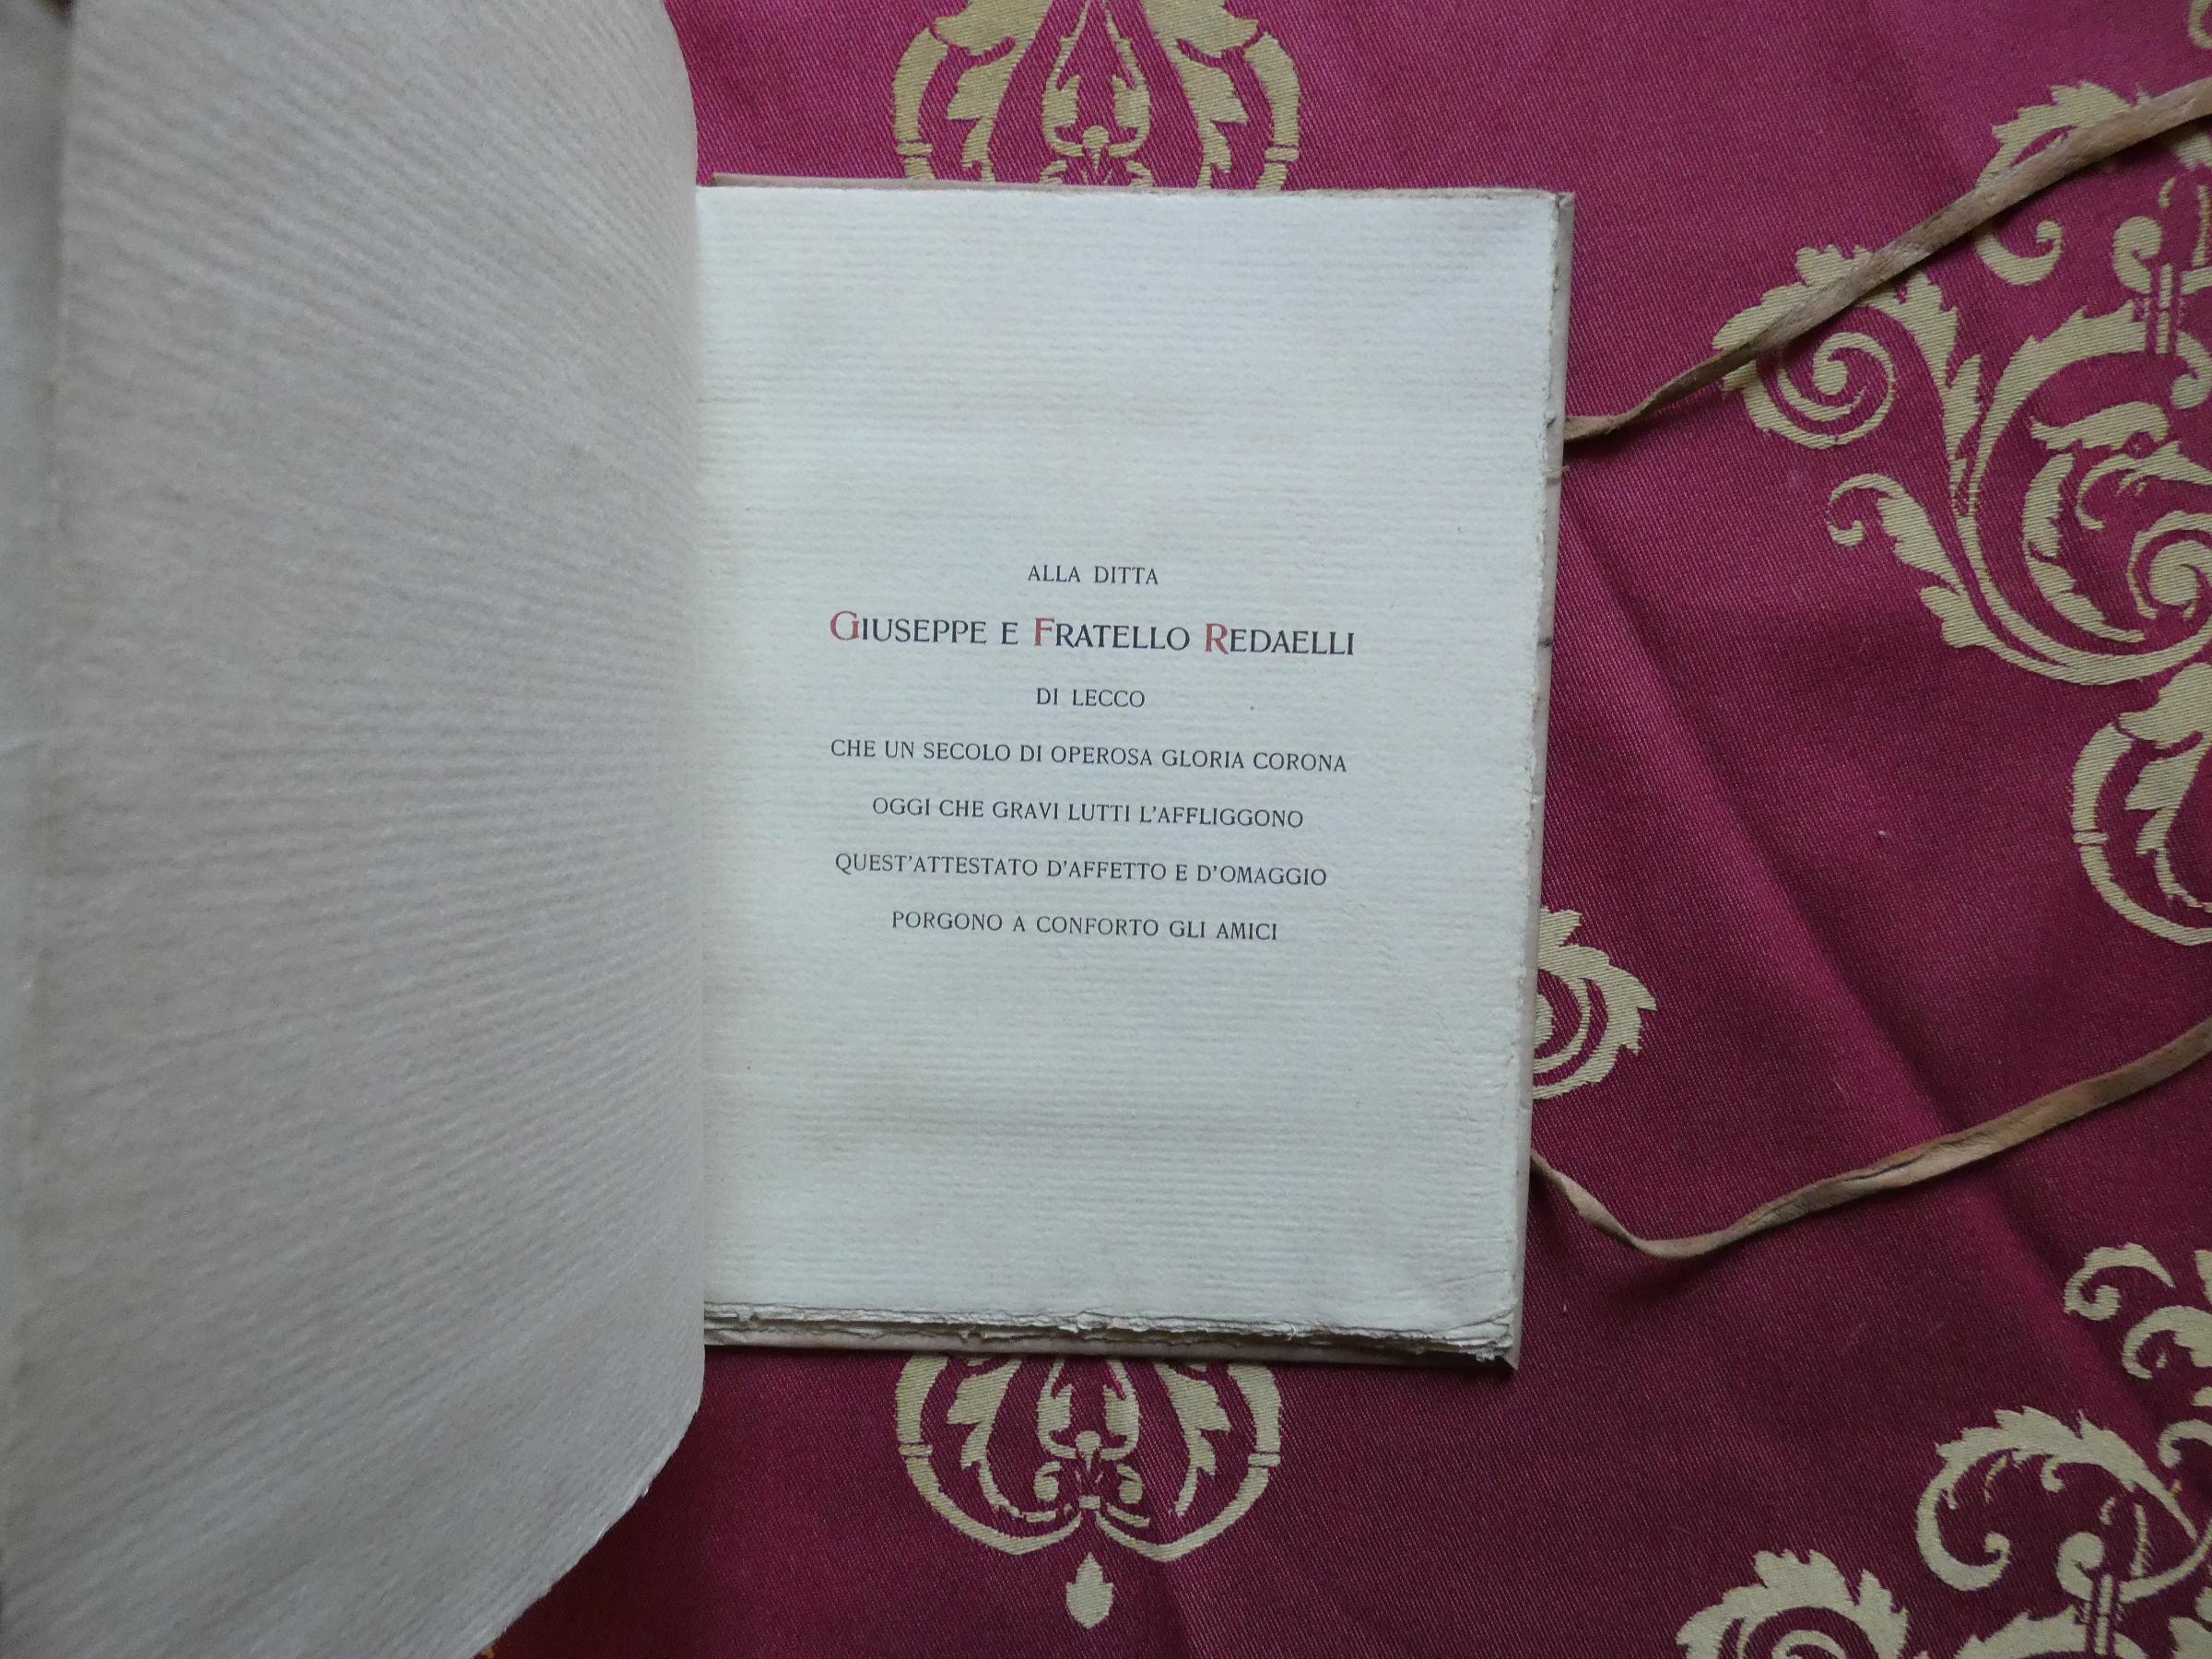 ALLA DITTA
GIUSEPPE E FRATELLO REDAELLI
DI LECCO
CHE UN SECOLO DI OPEROSA GLORIA CORONA
OGGI CHE GRAVI LUTTI L'AFFLIGGONO
QUEST'ATTESTATO D'AFFETTO E D'OMAGGIO
PORGONO A CONFORTO GLI AMICI